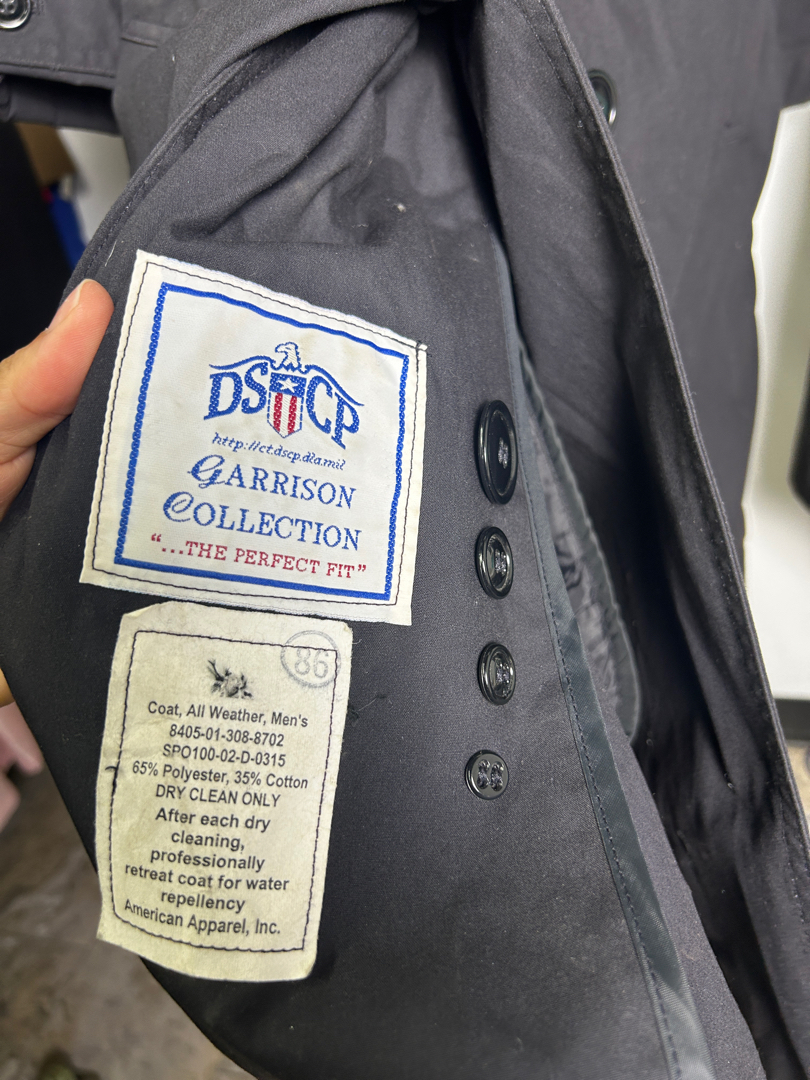 DSCP
http://ct.dscp.dla.mil
GARRISON
COLLECTION
“...THE PERFECT FIT”
86
Coat, All Weather, Men's
8405-01-308-8702
SPO100-02-D-0315
65% Polyester, 35% Cotton
DRY CLEAN ONLY
After each dry
cleaning,
professionally
retreat coat for water
repellency
American Apparel, Inc.